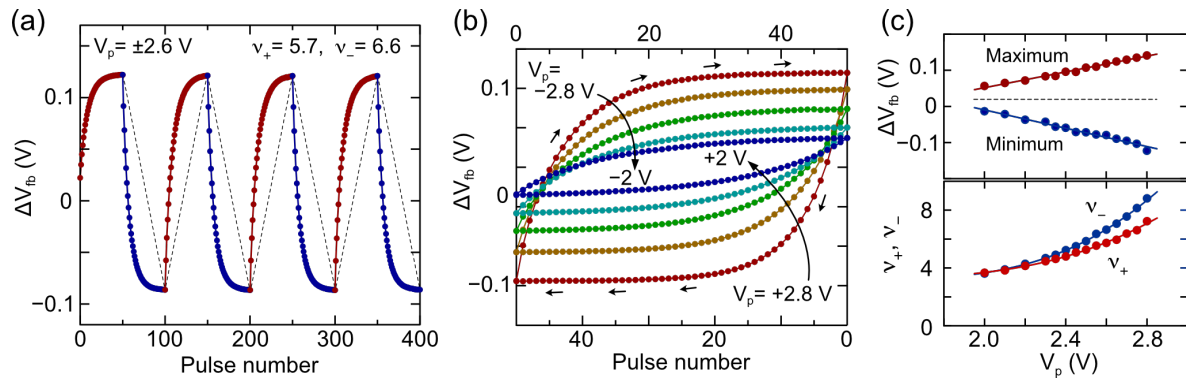 (a)
V_p= ±2.6 V
ν_+ = 5.7, ν_- = 6.6
ΔV_fb (V)
0.1
0
−0.1
0
100
200
300
400
Pulse number
(b)
0
20
40
V_p=
−2.8 V
−2 V
+2 V
V_p= +2.8 V
ΔV_fb (V)
0.1
0
−0.1
40
20
0
Pulse number
(c)
Maximum
Minimum
ΔV_fb (V)
0.1
0
-0.1
ν_-
ν_+
ν_+, ν_-
8
4
0
2.0
2.4
2.8
V_p (V)